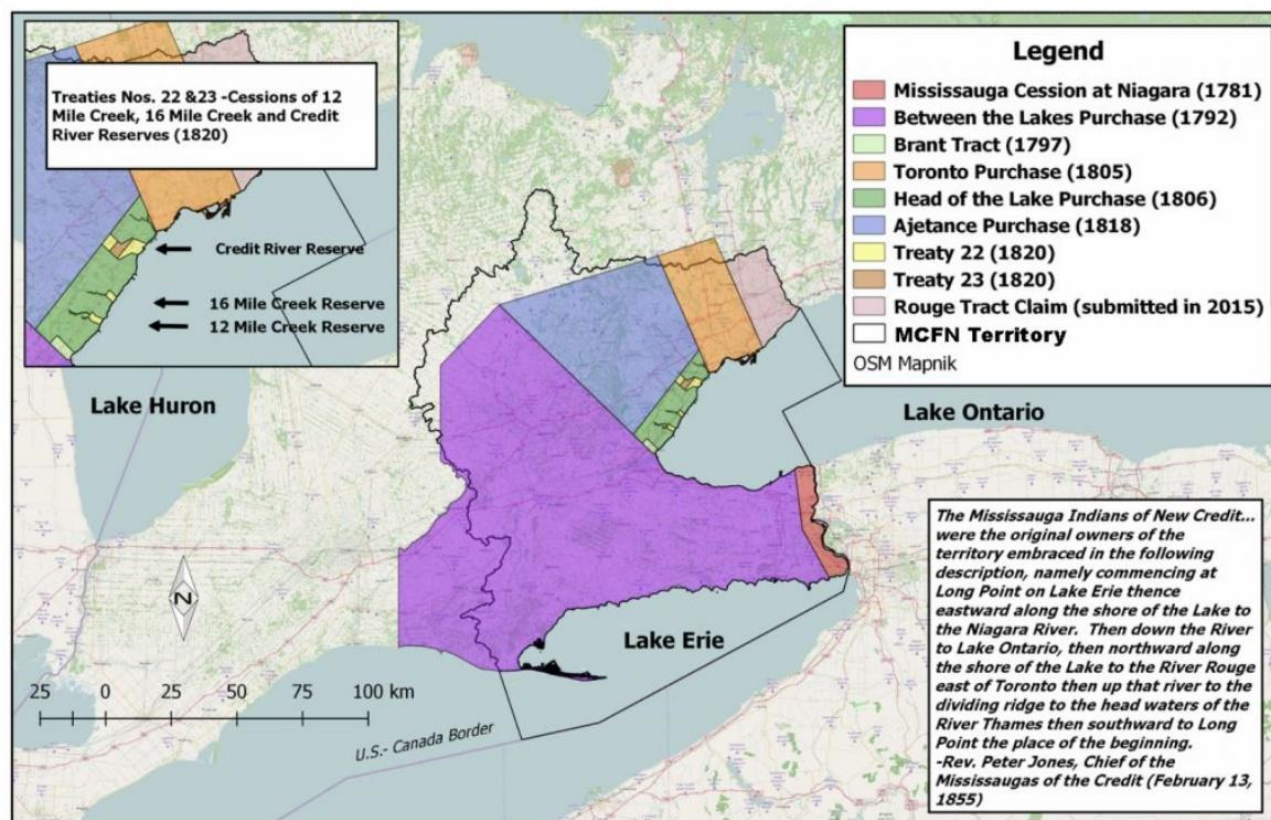 Treaties Nos. 22 &23 -Cessions of 12
Mile Creek, 16 Mile Creek and Credit
River Reserves (1820)
Credit River Reserve
16 Mile Creek Reserve
12 Mile Creek Reserve
Legend
Mississauga Cession at Niagara (1781)
Between the Lakes Purchase (1792)
Brant Tract (1797)
Toronto Purchase (1805)
Head of the Lake Purchase (1806)
Ajetance Purchase (1818)
Treaty 22 (1820)
Treaty 23 (1820)
Rouge Tract Claim (submitted in 2015)
MCFN Territory
OSM Mapnik
Lake Huron
Lake Ontario
Lake Erie
N
25 0 25 50 75 100 km
U.S.- Canada Border
The Mississauga Indians of New Credit...
were the original owners of the
territory embraced in the following
description, namely commencing at
Long Point on Lake Erie thence
eastward along the shore of the Lake to
the Niagara River. Then down the River
to Lake Ontario, then northward along
the shore of the Lake to the River Rouge
east of Toronto then up that river to the
dividing ridge to the head waters of the
River Thames then southward to Long
Point the place of the beginning.
-Rev. Peter Jones, Chief of the
Mississaugas of the Credit (February 13,
1855)